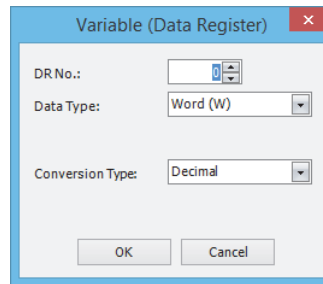 Variable (Data Register)
DR No.: 0
Data Type: Word (W)
Conversion Type: Decimal
OK Cancel